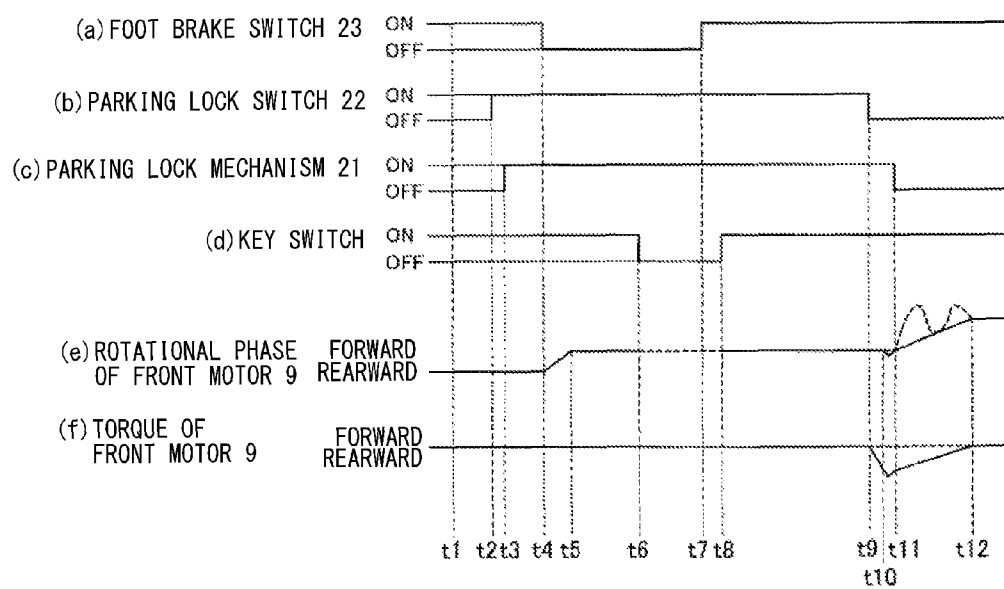 (a) FOOT BRAKE SWITCH 23 ON
OFF
(b) PARKING LOCK SWITCH 22 ON
OFF
(c) PARKING LOCK MECHANISM 21 ON
OFF
(d) KEY SWITCH ON
OFF
(e) ROTATIONAL PHASE FORWARD
OF FRONT MOTOR 9 REARWARD
(f) TORQUE OF FORWARD
FRONT MOTOR 9 REARWARD
t1 t2 t3 t4 t5 t6 t7 t8 t9 t11 t12
t10